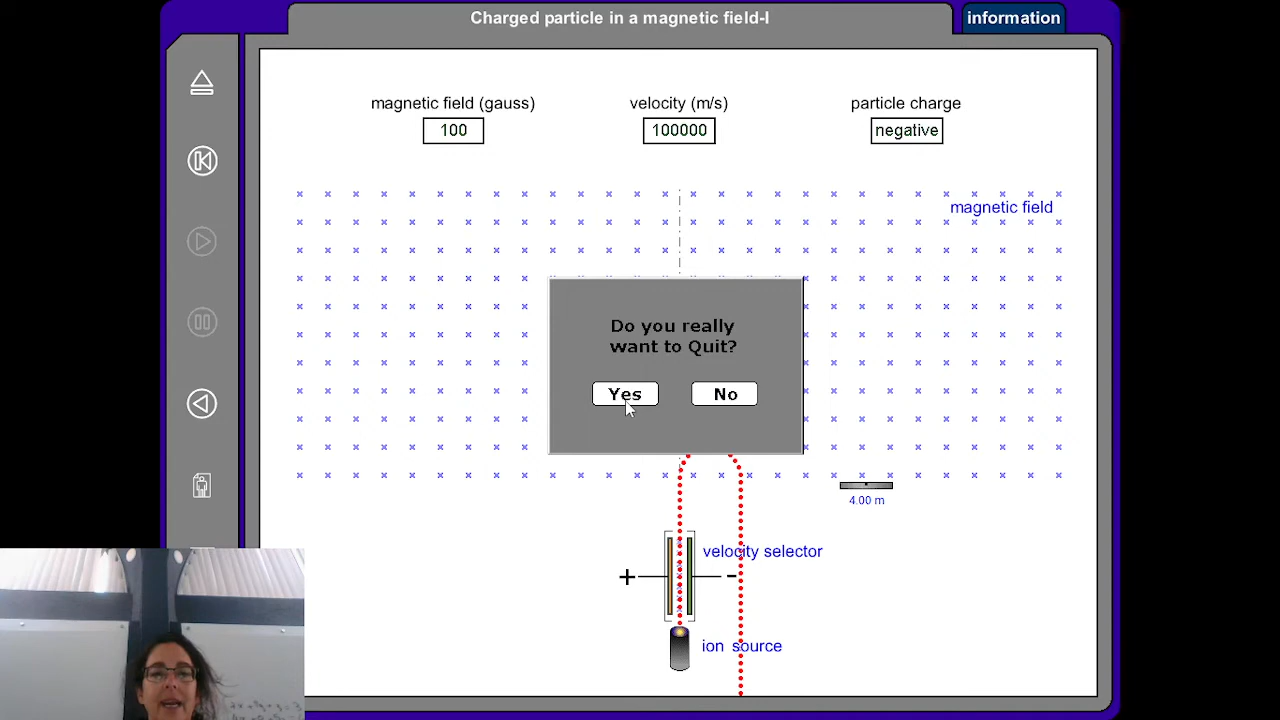 Charged particle in a magnetic field-I
information
magnetic field (gauss)
velocity (m/s)
particle charge
100
100000
negative
magnetic field
Do you really
want to Quit?
Yes
No
4.00 m
velocity selector
+
-
ion source